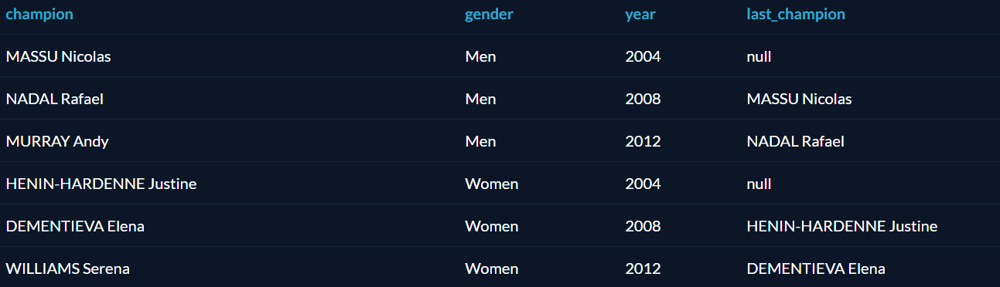 champion gender year last_champion
MASSU Nicolas Men 2004 null
NADAL Rafael Men 2008 MASSU Nicolas
MURRAY Andy Men 2012 NADAL Rafael
HENIN-HARDENNE Justine Women 2004 null
DEMENTIEVA Elena Women 2008 HENIN-HARDENNE Justine
WILLIAMS Serena Women 2012 DEMENTIEVA Elena